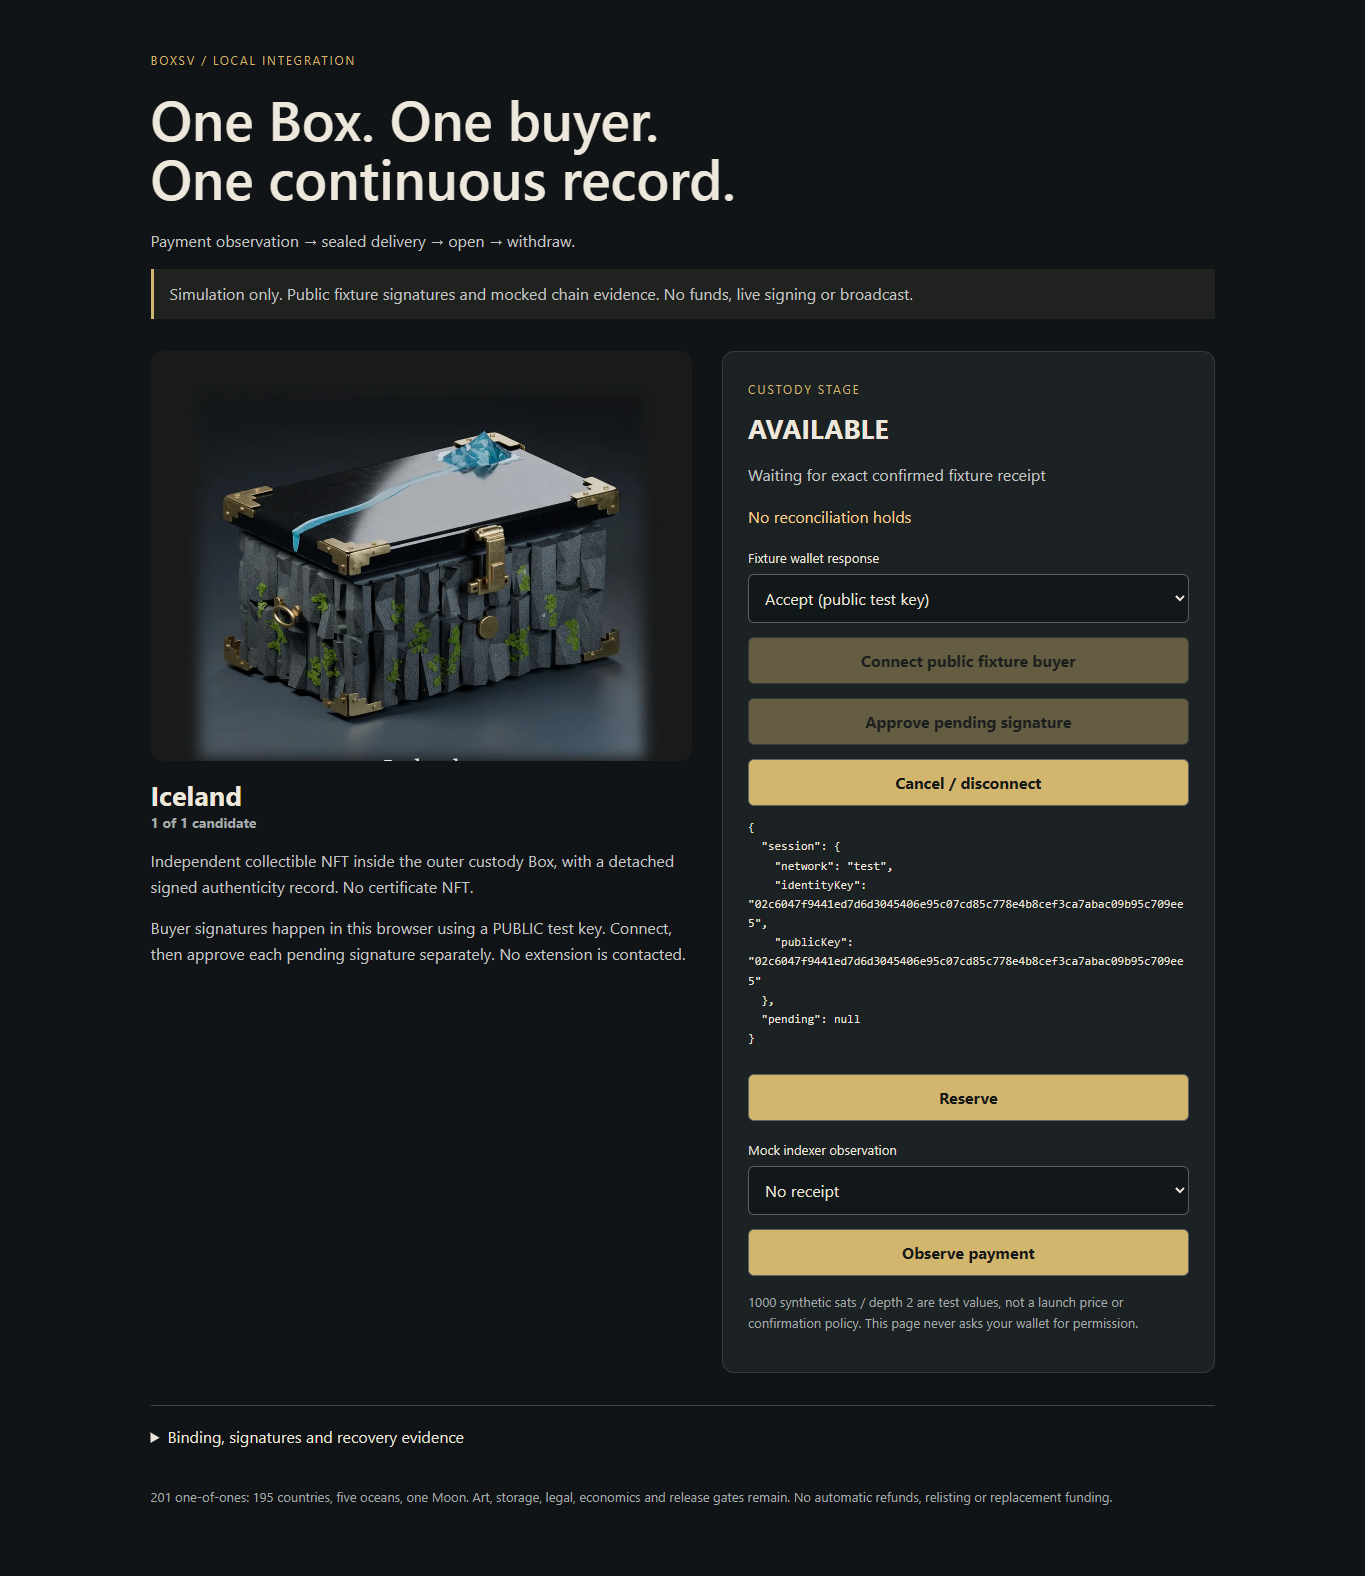 BOXSV / LOCAL INTEGRATION
One Box. One buyer.
One continuous record.
Payment observation → sealed delivery → open → withdraw.
Simulation only. Public fixture signatures and mocked chain evidence. No funds, live signing or broadcast.
Iceland
1 of 1 candidate
Independent collectible NFT inside the outer custody Box, with a detached
signed authenticity record. No certificate NFT.
Buyer signatures happen in this browser using a PUBLIC test key. Connect,
then approve each pending signature separately. No extension is contacted.
CUSTODY STAGE
AVAILABLE
Waiting for exact confirmed fixture receipt
No reconciliation holds
Fixture wallet response
Accept (public test key)
Connect public fixture buyer
Approve pending signature
Cancel / disconnect
{
"session": {
"network": "test",
"identityKey":
"02c6047f9441ed7d6d3045406e95c07cd85c778e4b8cef3ca7abac09b95c709ee
5",
"publicKey":
"02c6047f9441ed7d6d3045406e95c07cd85c778e4b8cef3ca7abac09b95c709ee
5"
},
"pending": null
}
Reserve
Mock indexer observation
No receipt
Observe payment
1000 synthetic sats / depth 2 are test values, not a launch price or
confirmation policy. This page never asks your wallet for permission.
▶ Binding, signatures and recovery evidence
201 one-of-ones: 195 countries, five oceans, one Moon. Art, storage, legal, economics and release gates remain. No automatic refunds, relisting or replacement funding.